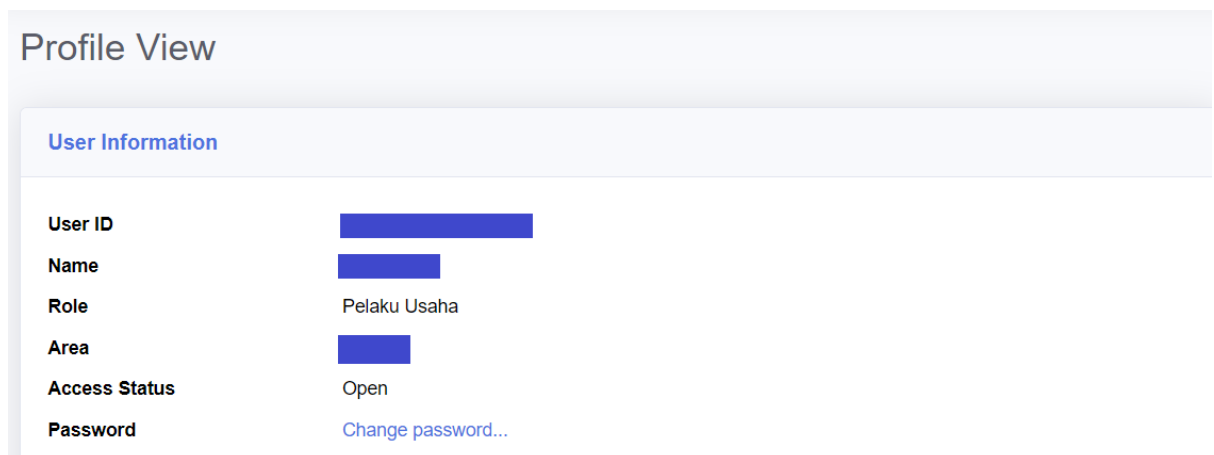 Profile View
User Information
User ID
Name
Role Pelaku Usaha
Area
Access Status Open
Password Change password...